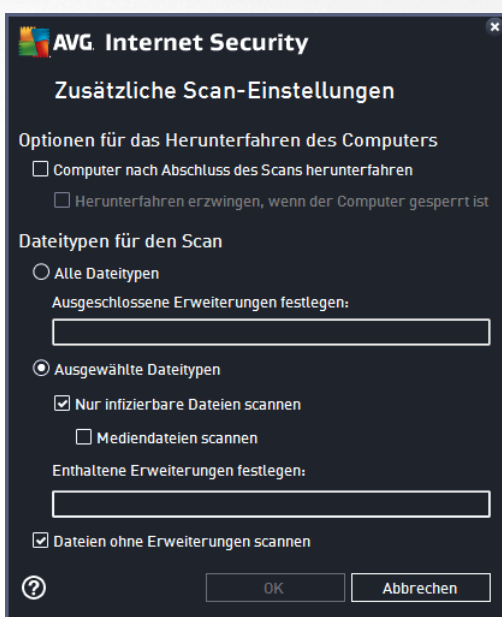 AVG. Internet Security
Zusätzliche Scan-Einstellungen
Optionen für das Herunterfahren des Computers
Computer nach Abschluss des Scans herunterfahren
Herunterfahren erzwingen, wenn der Computer gesperrt ist
Dateitypen für den Scan
Alle Dateitypen
Ausgeschlossene Erweiterungen festlegen:
Ausgewählte Dateitypen
Nur infizierbare Dateien scannen
Mediendateien scannen
Enthaltene Erweiterungen festlegen:
Dateien ohne Erweiterungen scannen
?
OK
Abbrechen